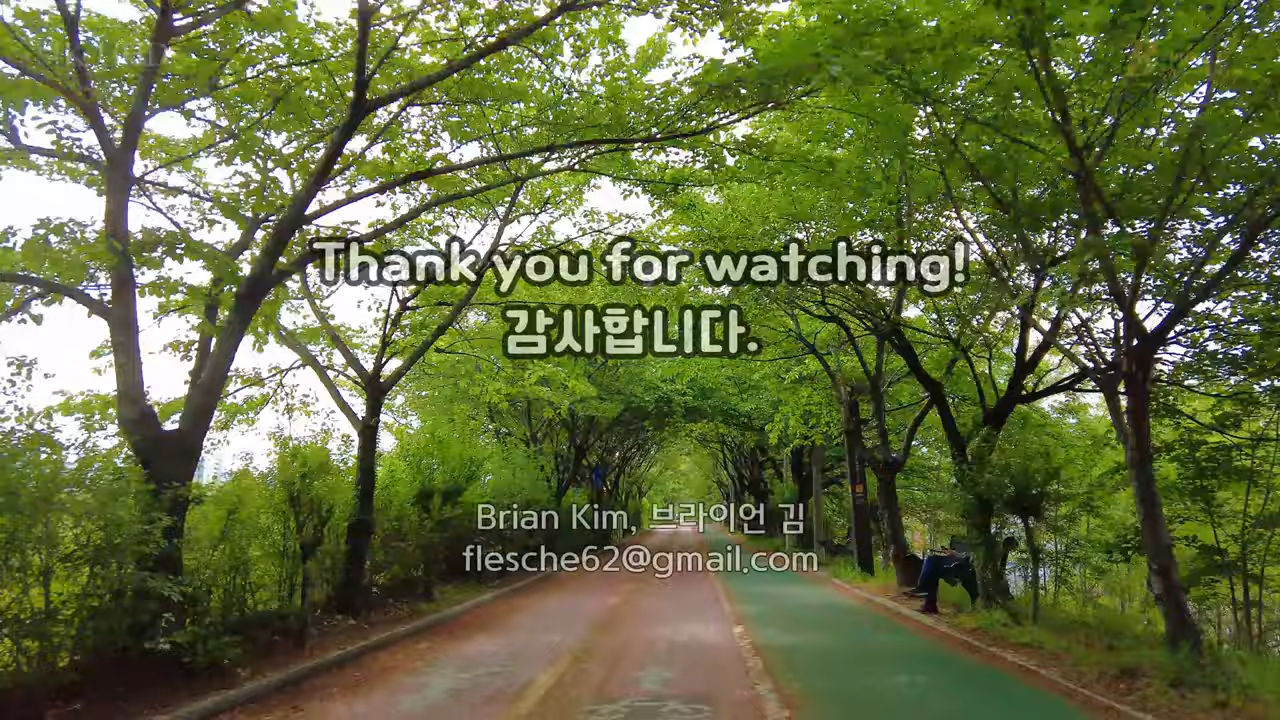 Thank you for watching!
감사합니다.
Brian Kim, 브라이언 김
flesche62@gmail.com